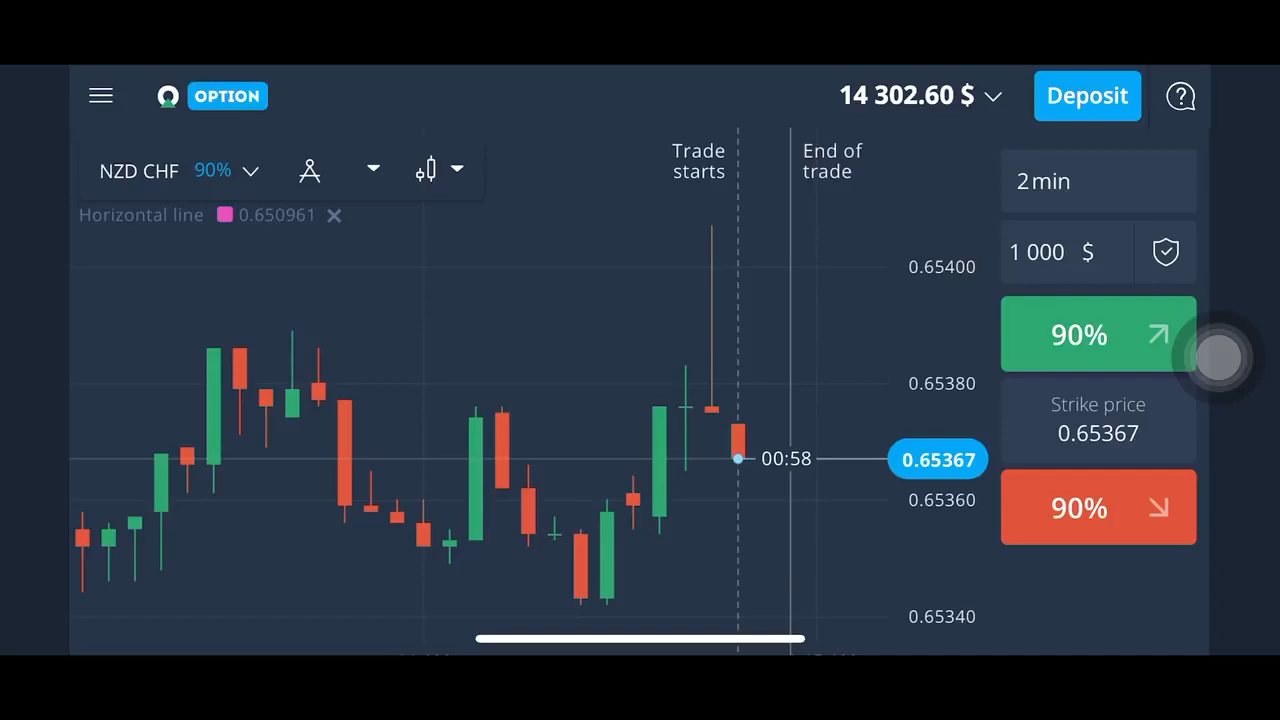 OPTION
14 302.60 $
Deposit
NZD CHF 90%
Trade
starts
End of
trade
2 min
Horizontal line 0.650961
1 000 $
0.65400
90%
0.65380
Strike price
0.65367
00:58
0.65367
0.65360
90%
0.65340